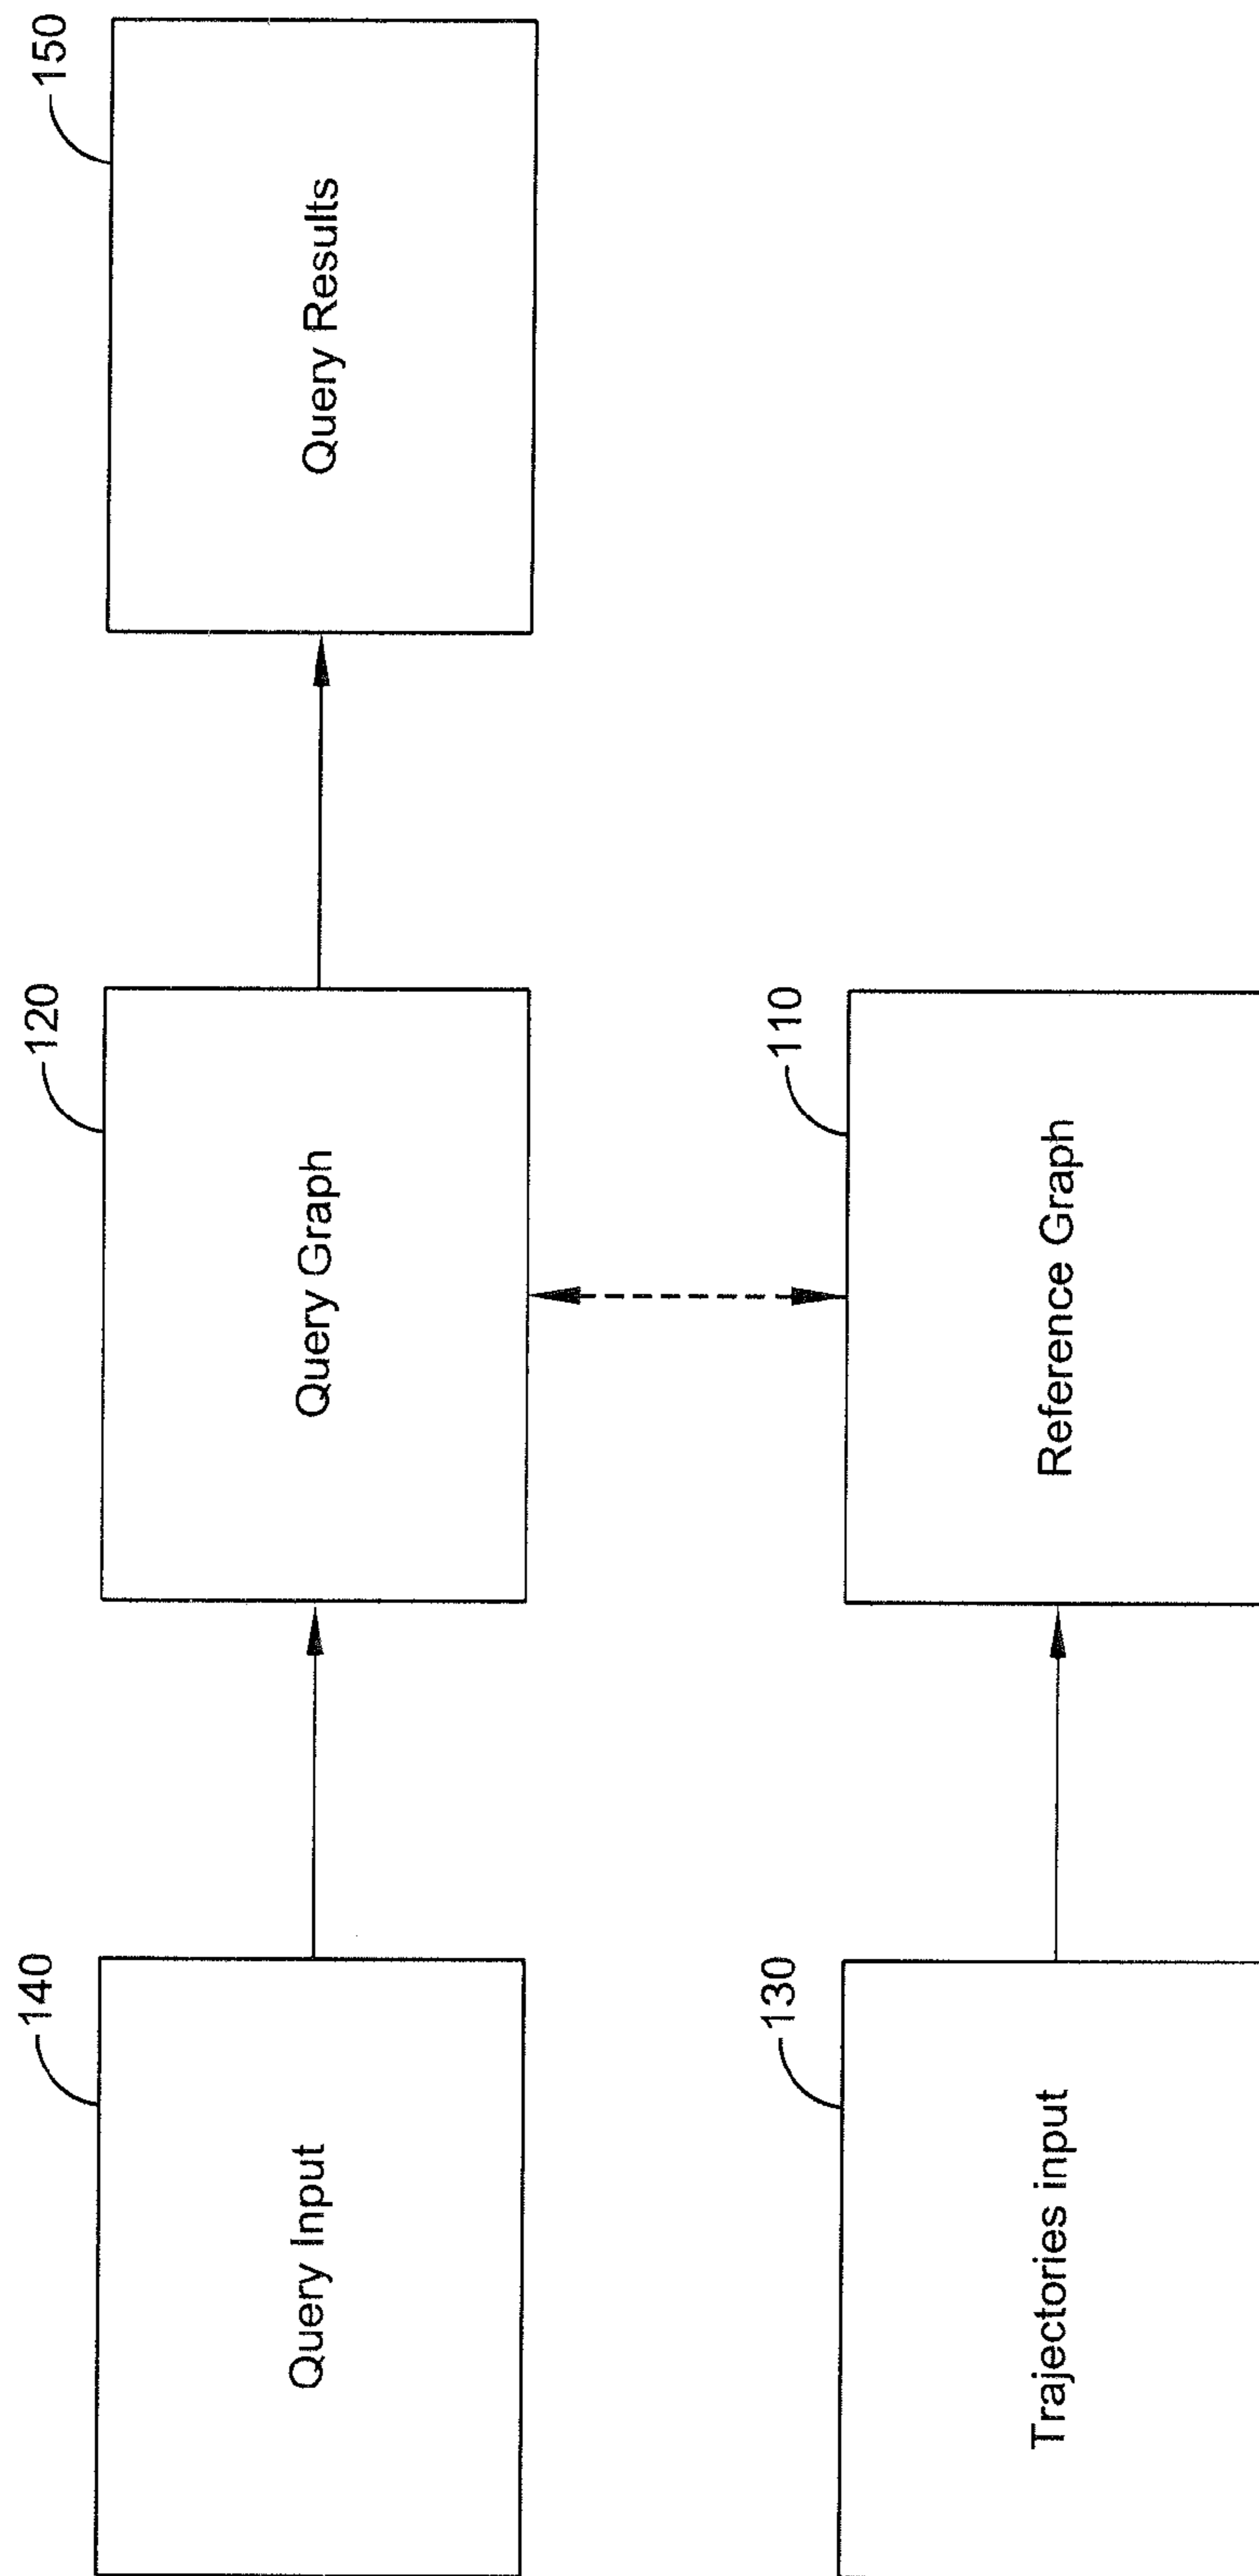 140
Query Input
120
Query Graph
150
Query Results
130
Trajectories input
110
Reference Graph